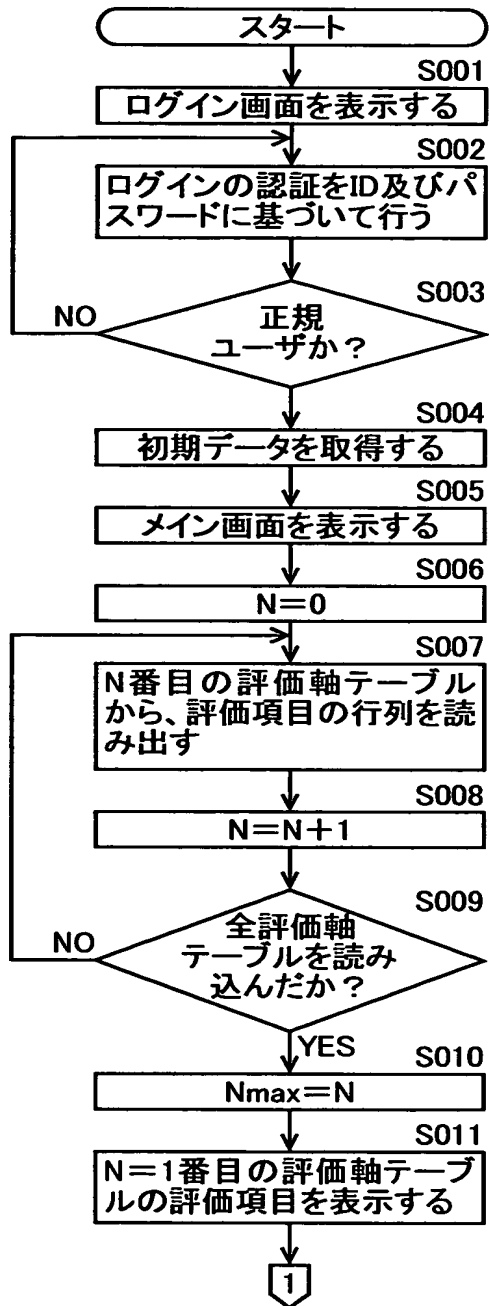 スタート
S001
ログイン画面を表示する
S002
ログインの認証をID及びパ
スワードに基づいて行う
S003
NO
正規
ユーザか？
S004
初期データを取得する
S005
メイン画面を表示する
S006
N＝0
S007
N番目の評価軸テーブル
から、評価項目の行列を読
み出す
S008
N＝N＋1
S009
NO
全評価軸
テーブルを読み
込んだか？
YES
S010
Nmax＝N
S011
N＝1番目の評価軸テーブ
ルの評価項目を表示する
1